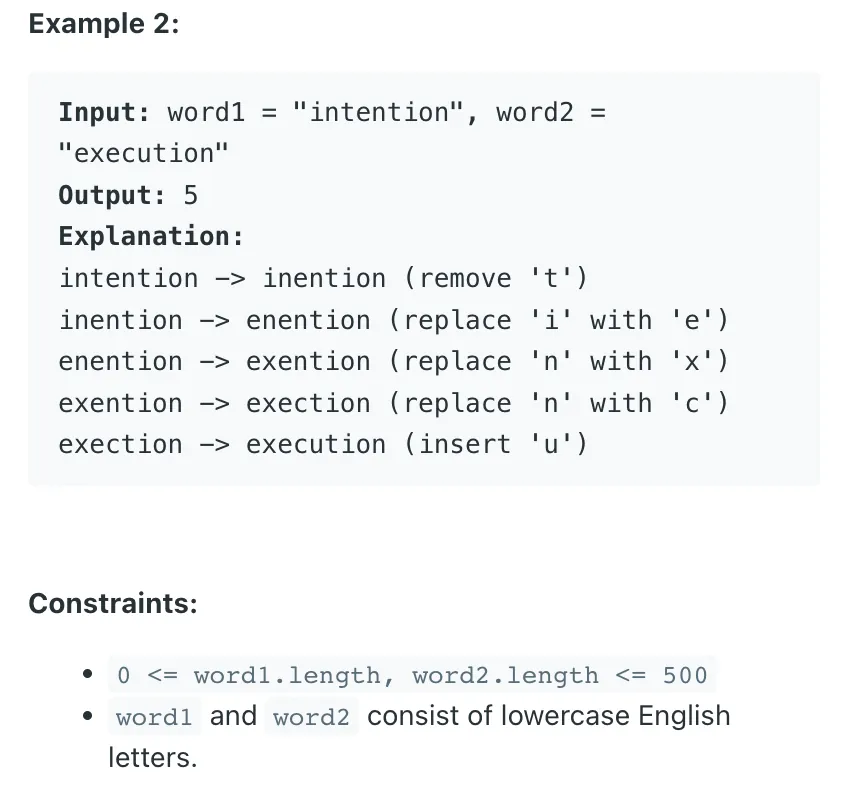 Example 2:
Input: word1 = "intention", word2 =
"execution"
Output: 5
Explanation:
intention -> inention (remove 't')
inention -> enention (replace 'i' with 'e')
enention -> exention (replace 'n' with 'x')
exention -> exection (replace 'n' with 'c')
exection -> execution (insert 'u')
Constraints:
• 0 <= word1.length, word2.length <= 500
• word1 and word2 consist of lowercase English
letters.